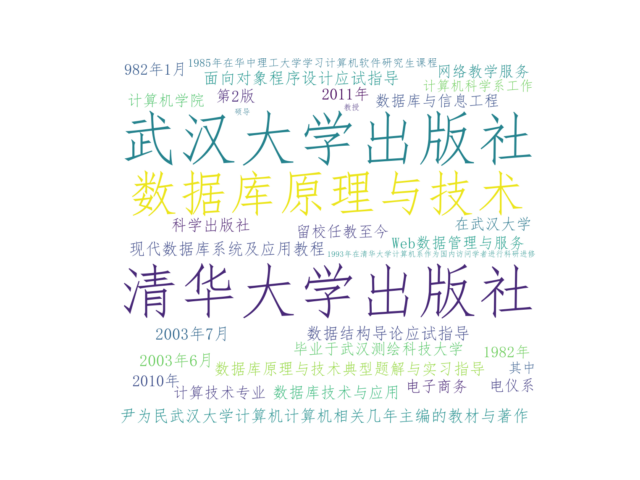 1985年在华中理工大学学习计算机软件研究生课程
982年1月
面向对象程序设计应试指导
网络教学服务
计算机科学系工作
计算机学院
第2版
2011年
数据库与信息工程
硕导
教授
武汉大学出版社
数据库原理与技术
科学出版社
留校任教至今
在武汉大学
现代数据库系统及应用教程
Web数据管理与服务
1993年在清华大学计算机系作为国内访问学者进行科研进修
清华大学出版社
2003年7月
数据结构导论应试指导
毕业于武汉测绘科技大学
1982年
2003年6月
数据库原理与技术典型题解与实习指导
其中
2010年
计算技术专业
数据库技术与应用
电子商务
电仪系
尹为民武汉大学计算机计算机相关几年主编的教材与著作